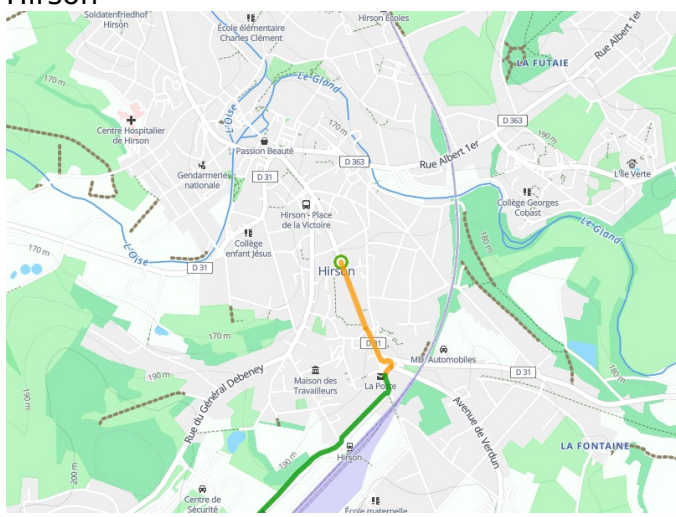 Hirson
Soldatenfriedhof
Hirson
École élémentaire
Charles Clément
Hirson Écoles
Rue Albert 1er
LA FUTAIE
170 m
Le Gland
L'Oise
Centre Hospitalier
de Hirson
170 m
D 363
190 m
Passion Beauté
D 363
Rue Albert 1er
L'Île Verte
Gendarmerie
nationale
D 31
Collège Georges
Cobast
Hirson - Place
de la Victoire
Le Gland
Collège
enfant Jésus
180 m
170 m
L'Oise
D 31
Hirson
170 m
D 31
MB Automobiles
190 m
Maison des
Travailleurs
La Poste
D 31
190 m
Rue du Général Debeney
Avenue de Verdun
LA FONTAINE
190 m
Hirson
200 m
Centre de
Sécurité
École maternelle